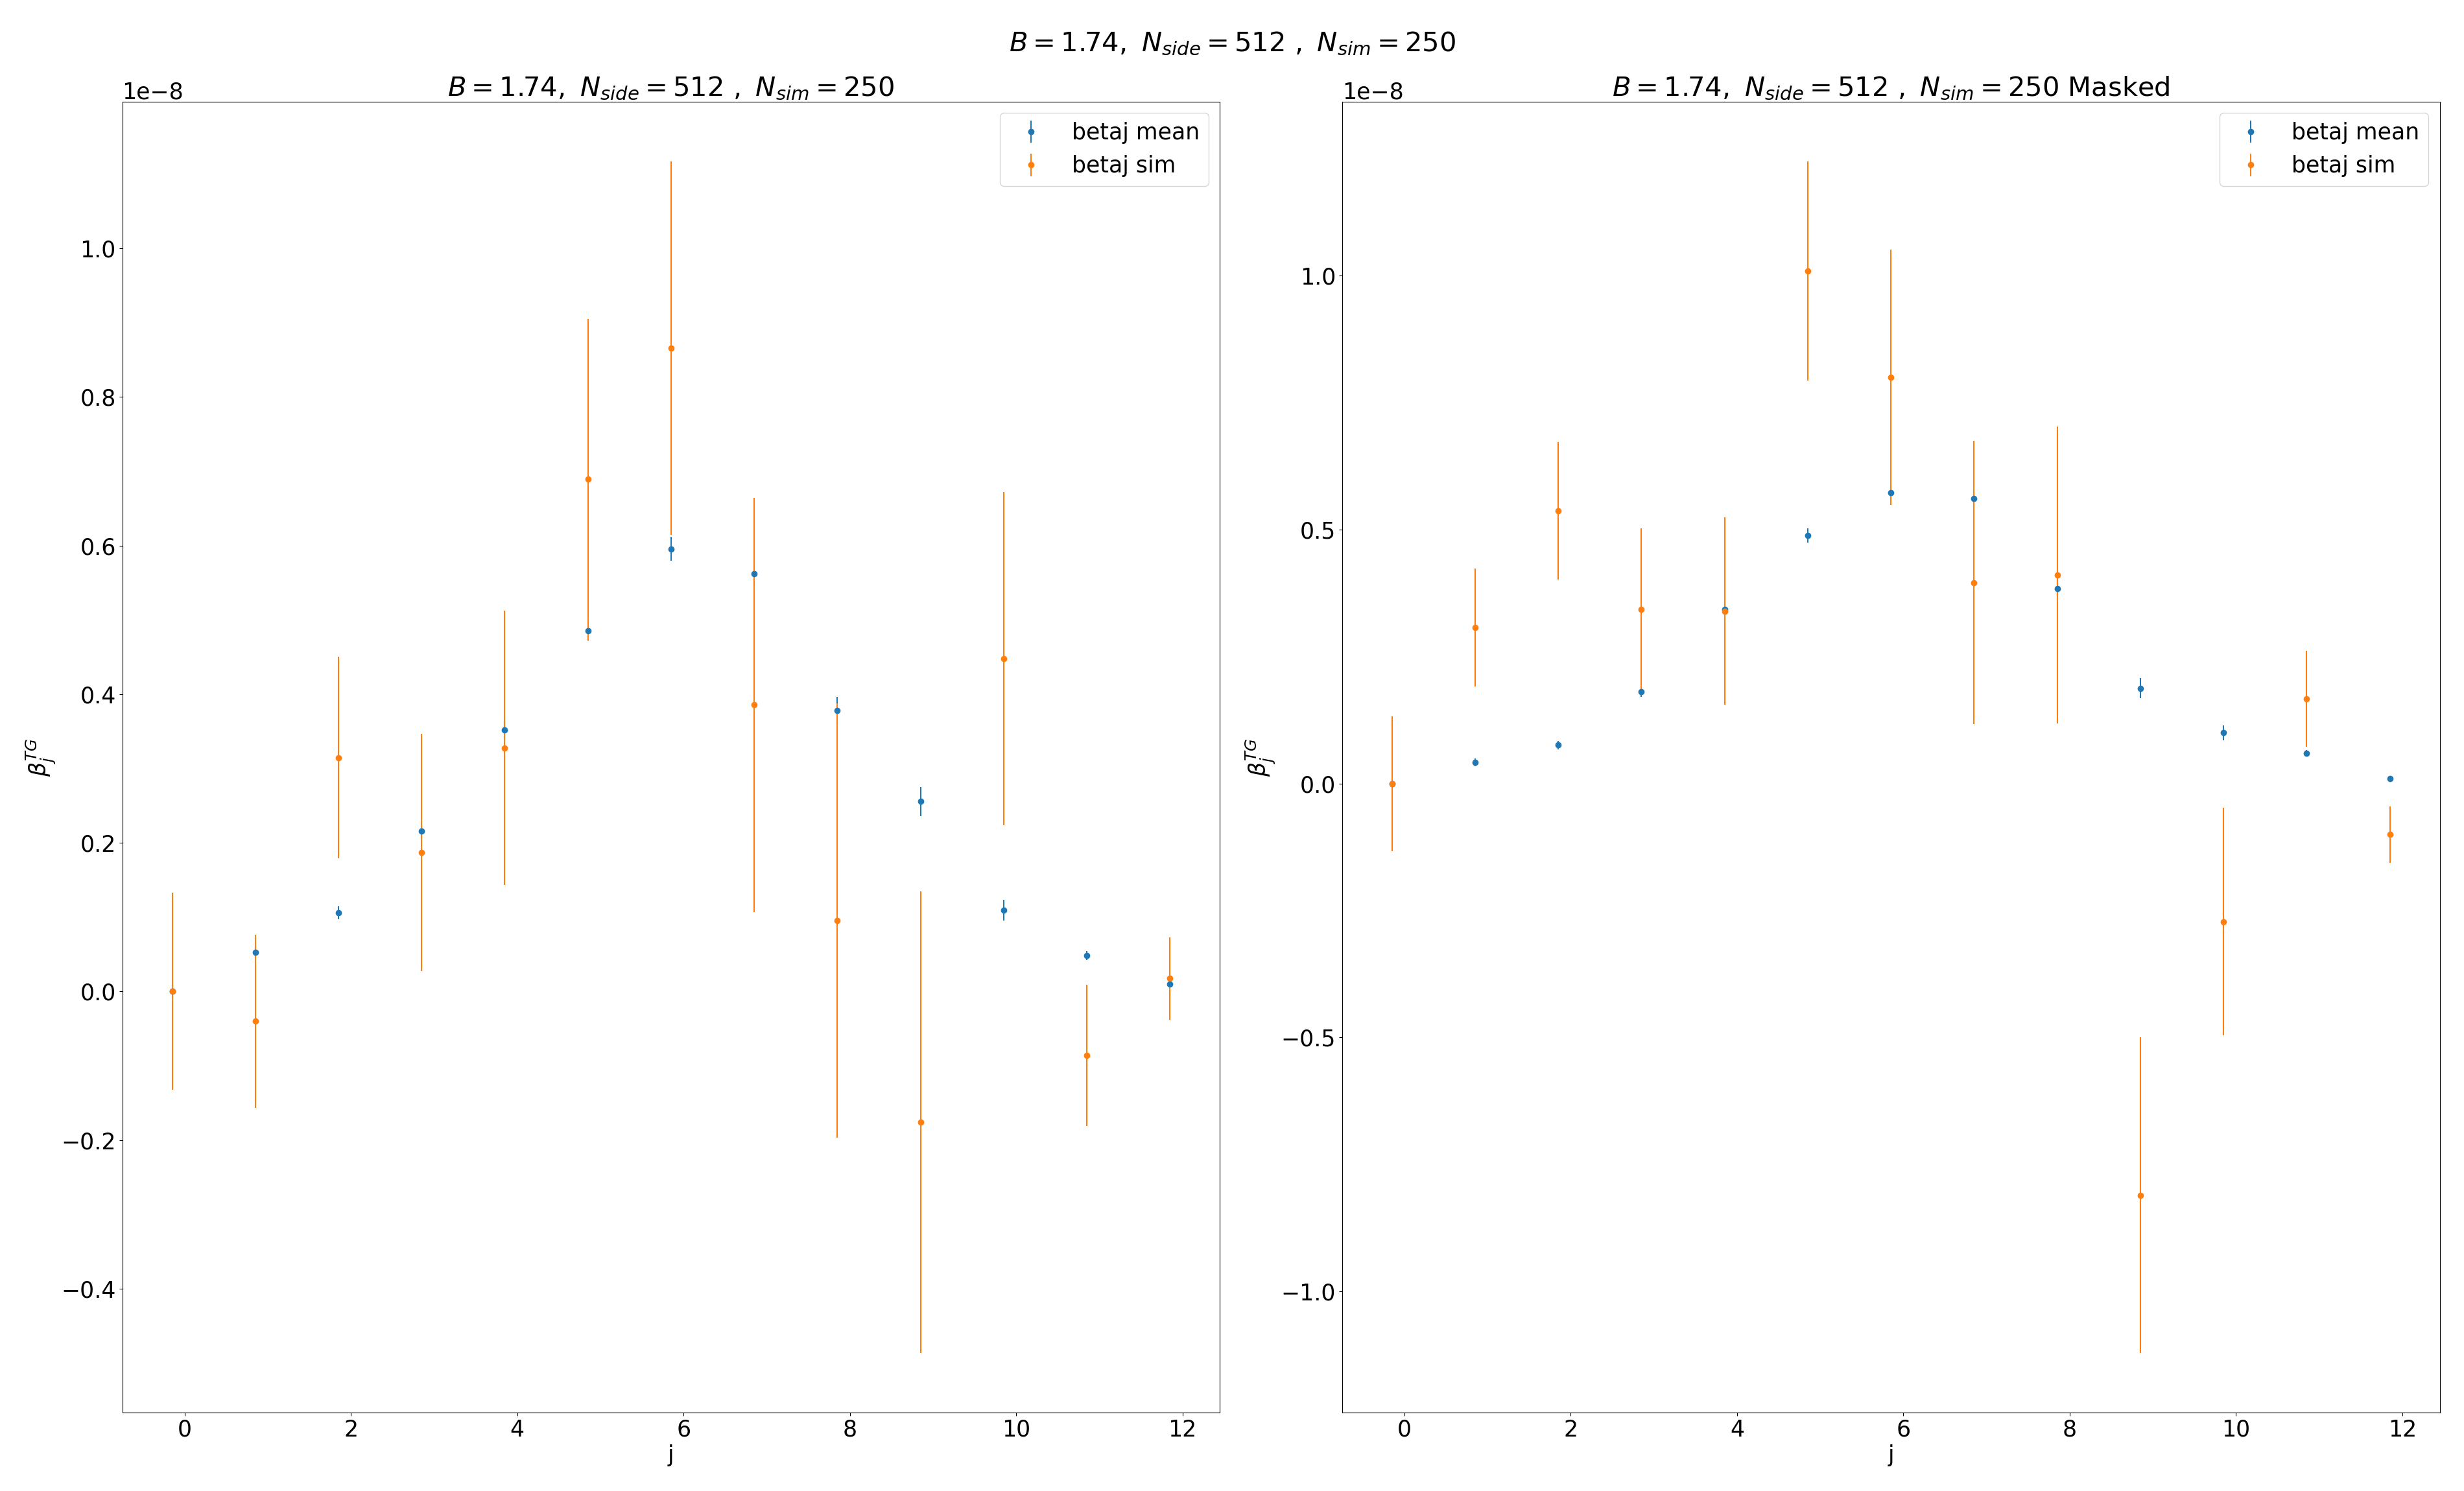 B = 1.74, N_side = 512 , N_sim = 250
B = 1.74, N_side = 512 , N_sim = 250
1e−8
betaj mean
betaj sim
1.0
0.8
0.6
0.4
0.2
0.0
−0.2
−0.4
β_j^TG
0 2 4 6 8 10 12
j
B = 1.74, N_side = 512 , N_sim = 250 Masked
1e−8
betaj mean
betaj sim
1.0
0.5
0.0
−0.5
−1.0
β_j^TG
0 2 4 6 8 10 12
j